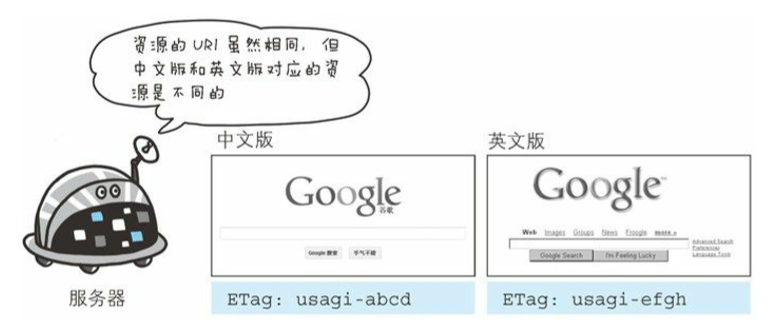 资源的 URI 虽然相同，但
中文版和英文版对应的资
源是不同的
中文版
英文版
Google
谷歌
Google 搜索 手气不错
Google™
Web Images Groups News Froogle more »
Advanced Search
Preferences
Language Tools
Google Search I'm Feeling Lucky
服务器
ETag: usagi-abcd
ETag: usagi-efgh